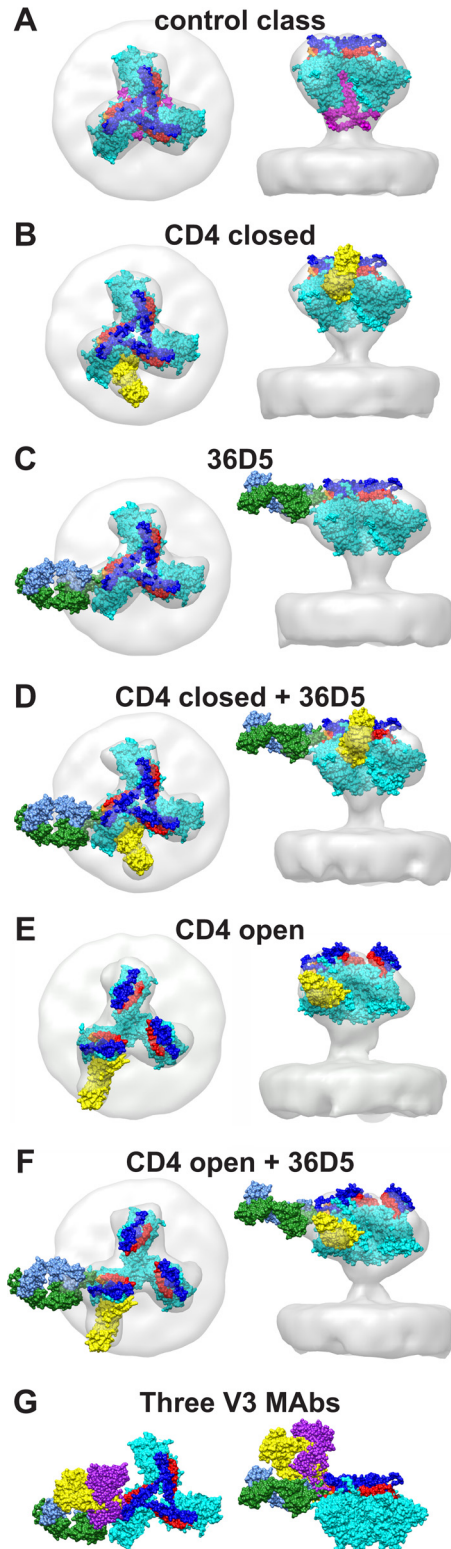 A control class
B CD4 closed
C 36D5
D CD4 closed + 36D5
E CD4 open
F CD4 open + 36D5
G Three V3 MAbs